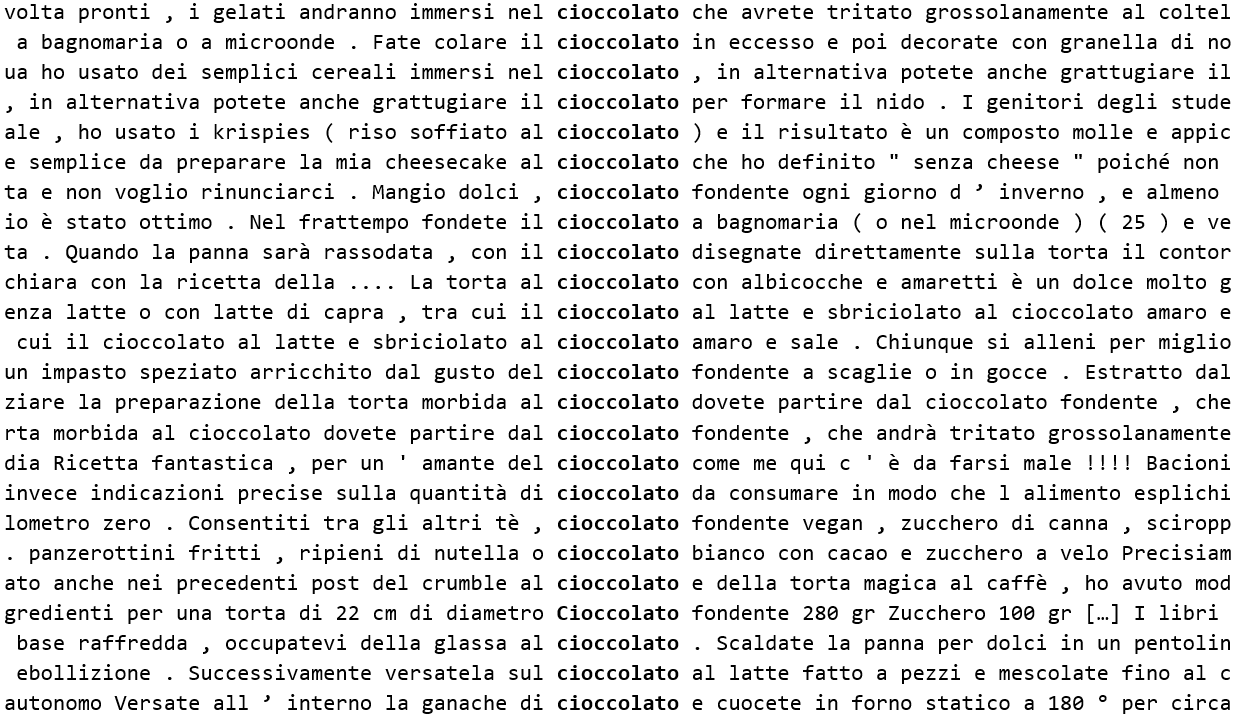 volta pronti , i gelati andranno immersi nel cioccolato che avrete tritato grossolanamente al coltel
a bagnomaria o a microonde . Fate colare il cioccolato in eccesso e poi decorate con granella di no
ua ho usato dei semplici cereali immersi nel cioccolato , in alternativa potete anche grattugiare il
, in alternativa potete anche grattugiare il cioccolato per formare il nido . I genitori degli stude
ale , ho usato i krispies ( riso soffiato al cioccolato ) e il risultato è un composto molle e appic
e semplice da preparare la mia cheesecake al cioccolato che ho definito " senza cheese " poiché non
ta e non voglio rinunciarci . Mangio dolci , cioccolato fondente ogni giorno d ’ inverno , e almeno
io è stato ottimo . Nel frattempo fondete il cioccolato a bagnomaria ( o nel microonde ) ( 25 ) e ve
ta . Quando la panna sarà rassodata , con il cioccolato disegnate direttamente sulla torta il contor
chiara con la ricetta della .... La torta al cioccolato con albicocche e amaretti è un dolce molto g
enza latte o con latte di capra , tra cui il cioccolato al latte e sbriciolato al cioccolato amaro e
cui il cioccolato al latte e sbriciolato al cioccolato amaro e sale . Chiunque si alleni per miglio
un impasto speziato arricchito dal gusto del cioccolato fondente a scaglie o in gocce . Estratto dal
ziare la preparazione della torta morbida al cioccolato dovete partire dal cioccolato fondente , che
rta morbida al cioccolato dovete partire dal cioccolato fondente , che andrà tritato grossolanamente
dia Ricetta fantastica , per un ' amante del cioccolato come me qui c ' è da farsi male !!!! Bacioni
invece indicazioni precise sulla quantità di cioccolato da consumare in modo che l alimento esplichi
lometro zero . Consentiti tra gli altri tè , cioccolato fondente vegan , zucchero di canna , sciropp
. panzerottini fritti , ripieni di nutella o cioccolato bianco con cacao e zucchero a velo Precisiam
ato anche nei precedenti post del crumble al cioccolato e della torta magica al caffè , ho avuto mod
gredienti per una torta di 22 cm di diametro Cioccolato fondente 280 gr Zucchero 100 gr […] I libri
base raffredda , occupatevi della glassa al cioccolato . Scaldate la panna per dolci in un pentolin
ebollizione . Successivamente versatela sul cioccolato al latte fatto a pezzi e mescolate fino al c
autonomo Versate all ’ interno la ganache di cioccolato e cuocete in forno statico a 180 ° per circa